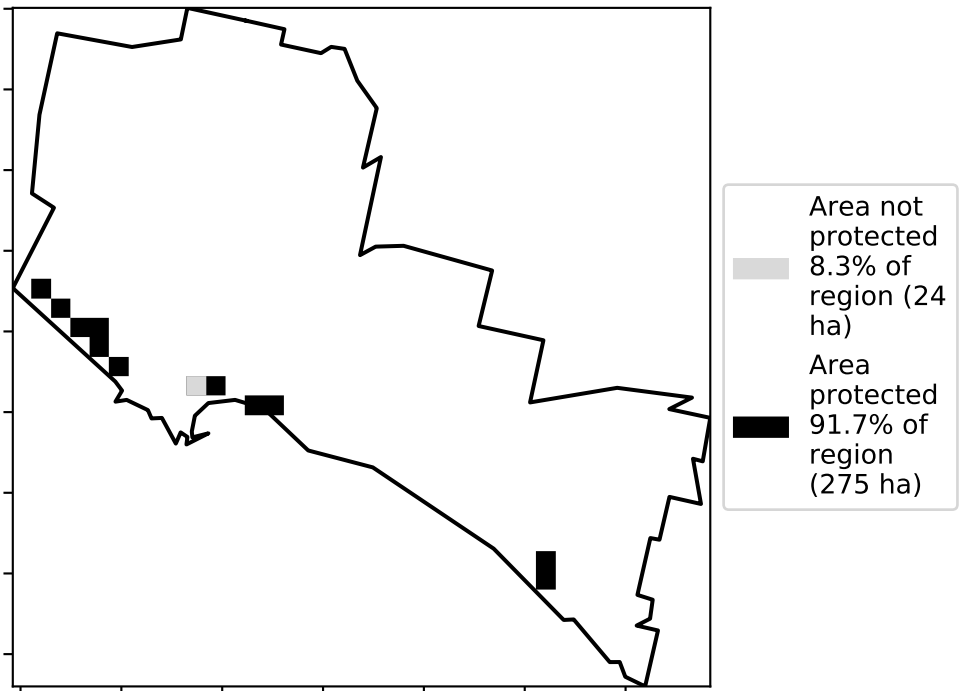 Area not
protected
8.3% of
region (24
ha)
Area
protected
91.7% of
region
(275 ha)